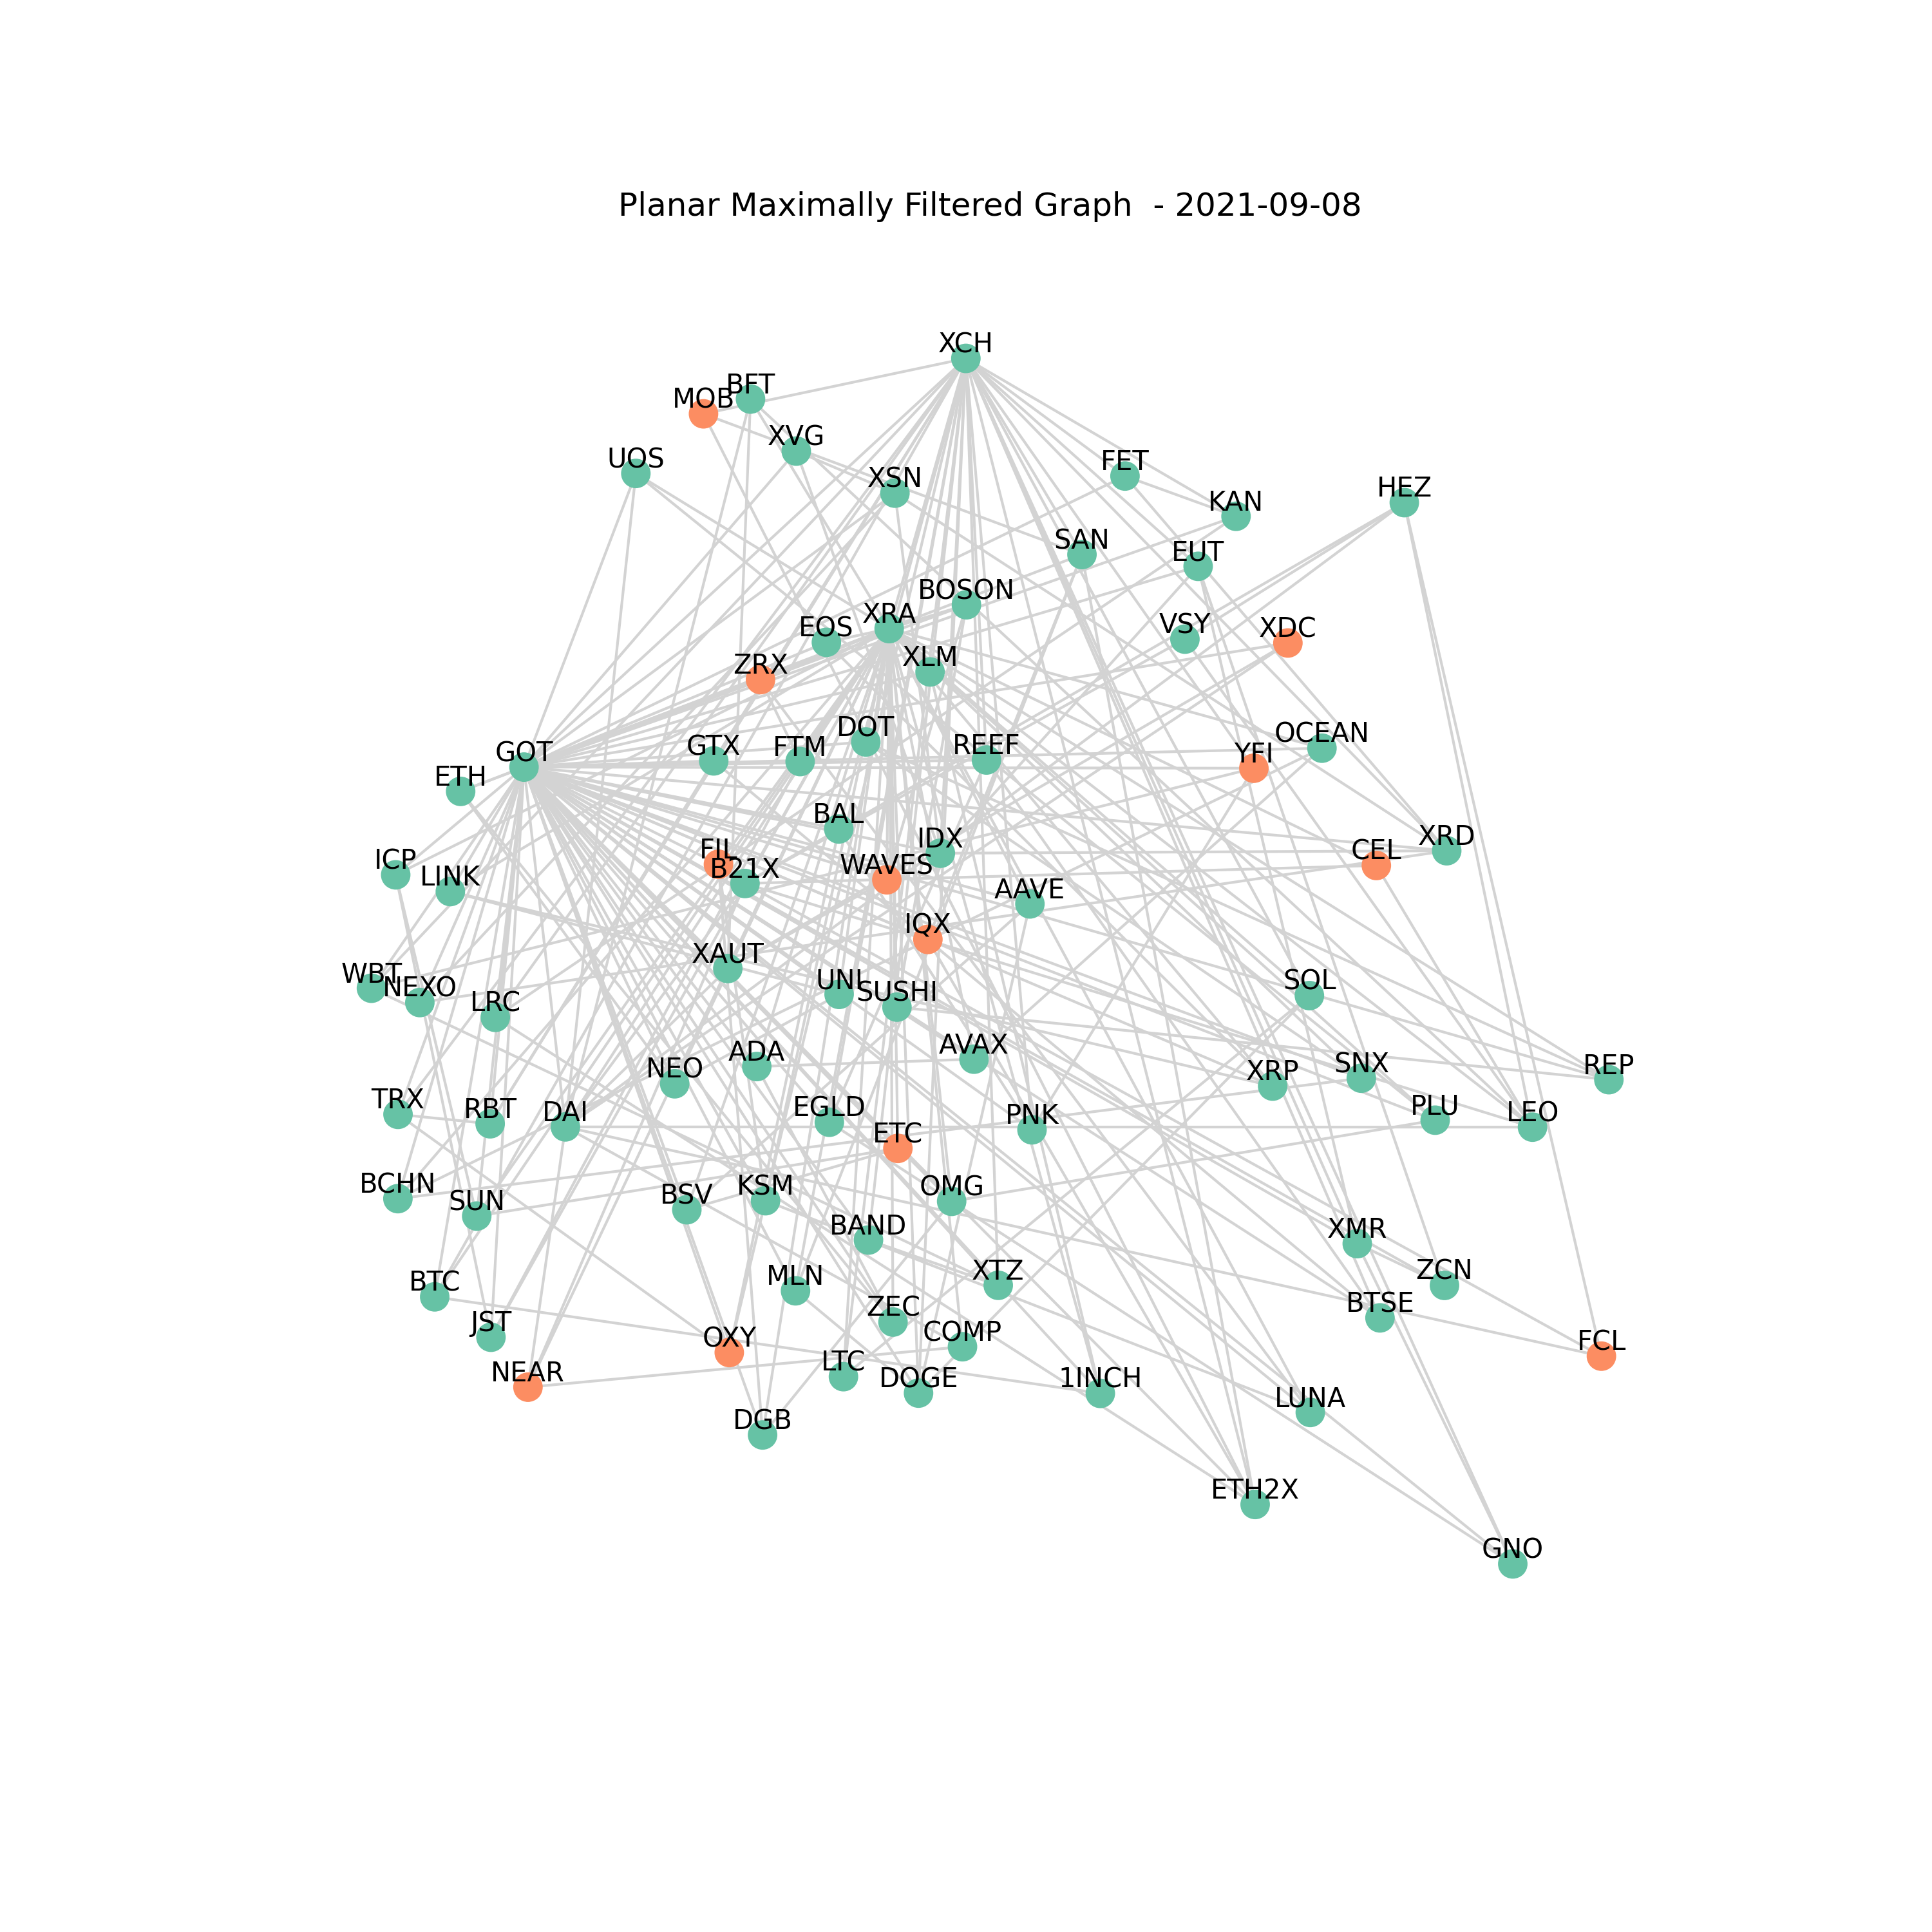 Planar Maximally Filtered Graph  - 2021-09-08
XCH
BFT
MOB
XVG
UOS
XSN
FET
HEZ
KAN
SAN
EUT
BOSON
XRA
EOS
VSY
XDC
XLM
ZRX
DOT
OCEAN
GTX
FTM
REEF
GOT
YFI
ETH
BAL
IDX
XRD
FIL
CEL
ICP
B21X
WAVES
LINK
AAVE
IQX
XAUT
WBT
NEXO
UNI
SUSHI
SOL
LRC
ADA
AVAX
NEO
XRP
SNX
REP
TRX
RBT
DAI
EGLD
PNK
PLU
LEO
ETC
BCHN
SUN
BSV
KSM
OMG
BAND
XMR
BTC
MLN
XTZ
ZCN
JST
ZEC
BTSE
OXY
COMP
FCL
NEAR
LTC
DOGE
1INCH
LUNA
DGB
ETH2X
GNO